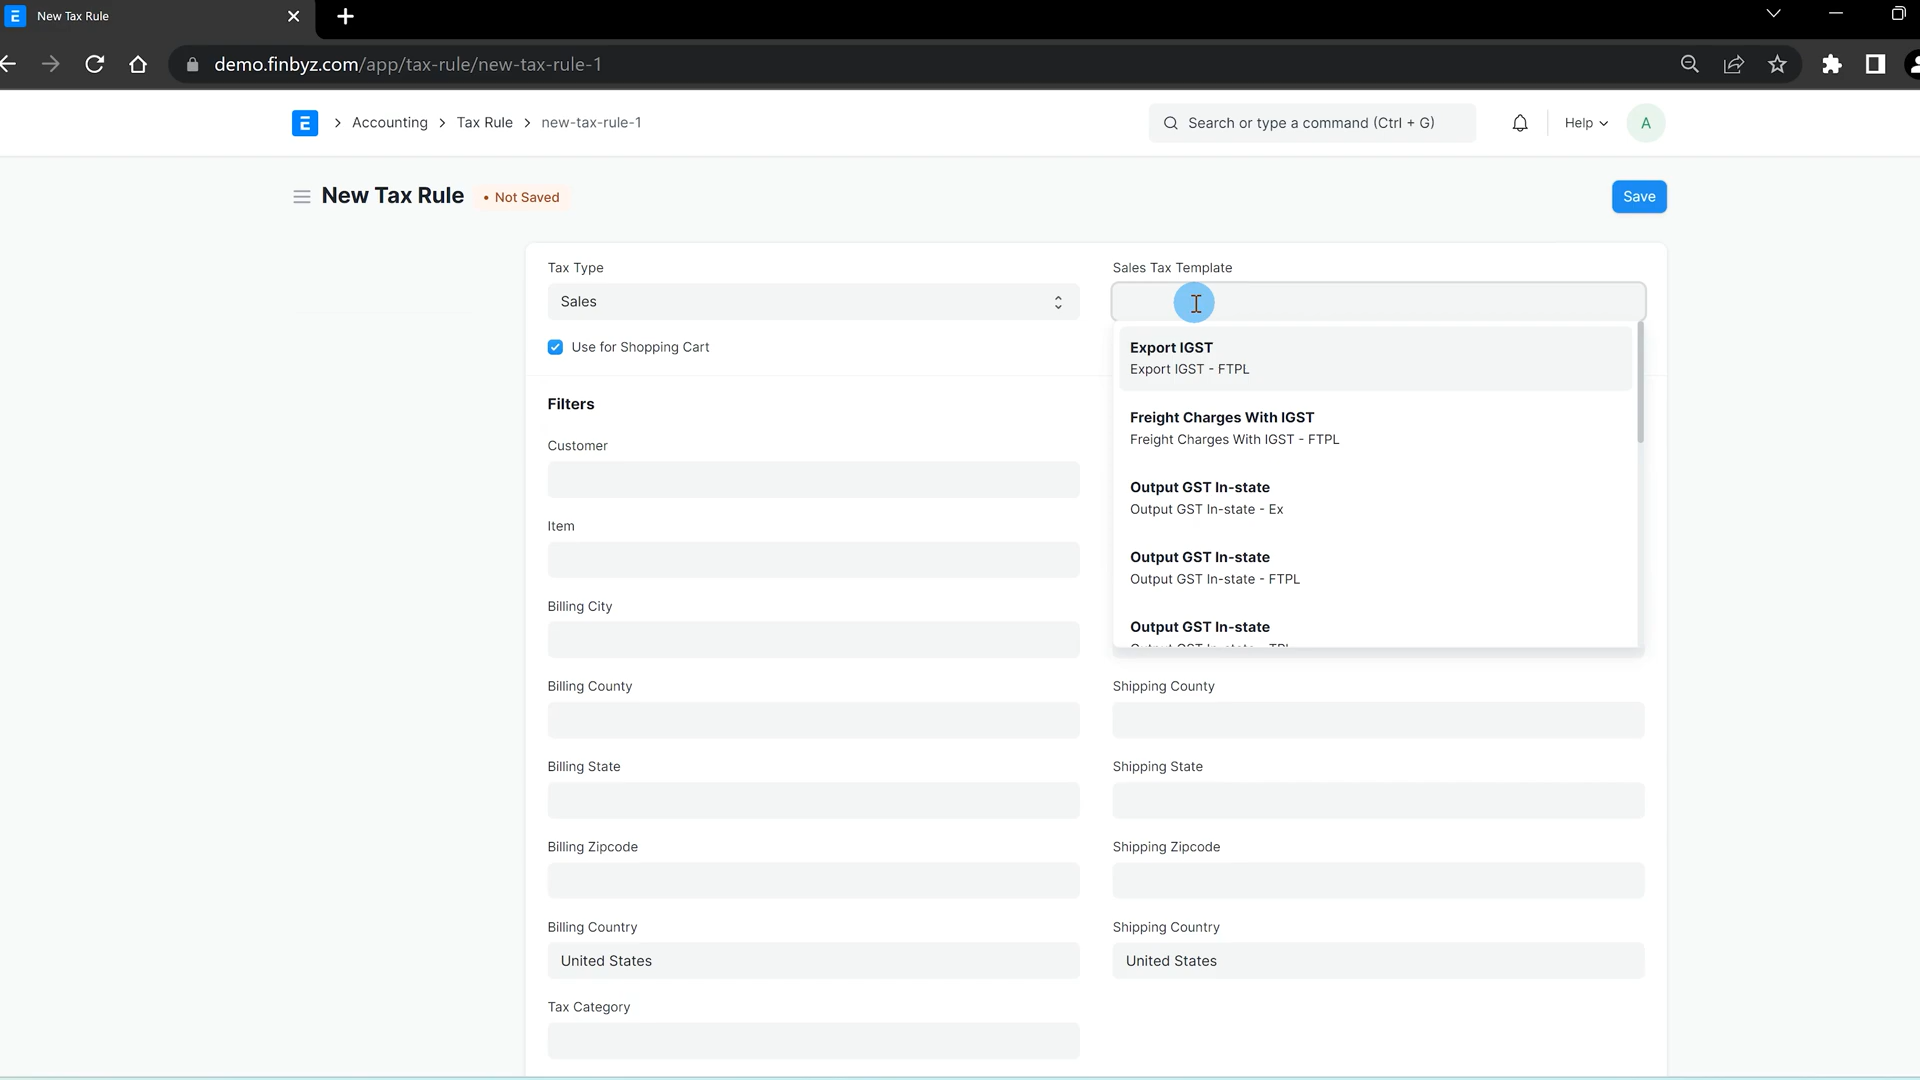 E New Tax Rule
demo.finbyz.com/app/tax-rule/new-tax-rule-1
E > Accounting > Tax Rule > new-tax-rule-1
Search or type a command (Ctrl + G)
Help
A
New Tax Rule
• Not Saved
Save
Tax Type
Sales
Use for Shopping Cart
Sales Tax Template
Export IGST
Export IGST - FTPL
Freight Charges With IGST
Freight Charges With IGST - FTPL
Output GST In-state
Output GST In-state - Ex
Output GST In-state
Output GST In-state - FTPL
Output GST In-state
Filters
Customer
Item
Billing City
Billing County
Shipping County
Billing State
Shipping State
Billing Zipcode
Shipping Zipcode
Billing Country
United States
Shipping Country
United States
Tax Category